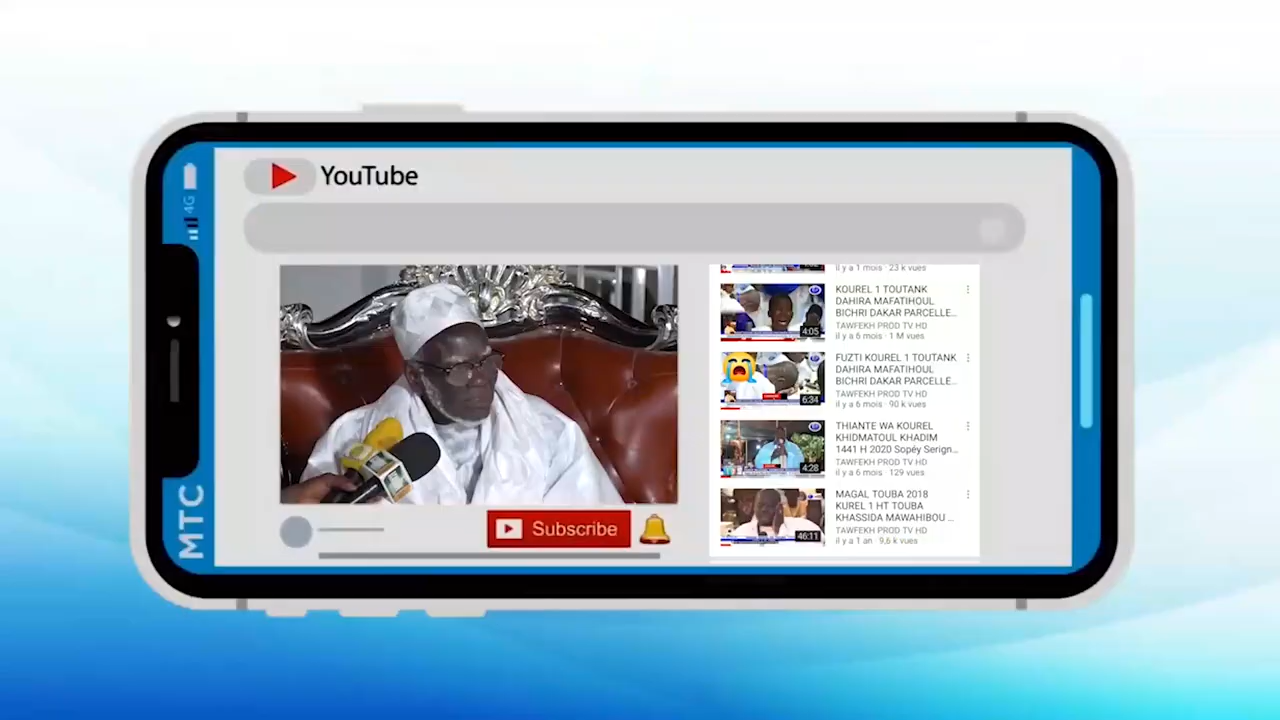 YouTube
4G
MTC
Subscribe
il y a 1 mois · 23 k vues
KOUREL 1 TOUTANK
DAHIRA MAFATIHOUL
BICHRI DAKAR PARCELLE...
TAWFEKH PROD TV HD
il y a 6 mois · 1 M vues
4:05
FUZTI KOUREL 1 TOUTANK
DAHIRA MAFATIHOUL
BICHRI DAKAR PARCELLE...
TAWFEKH PROD TV HD
il y a 6 mois · 90 k vues
6:34
THIANTE WA KOUREL
KHIDMATOUL KHADIM
1441 H 2020 Sopéy Serign...
TAWFEKH PROD TV HD
il y a 6 mois · 129 vues
4:28
MAGAL TOUBA 2018
KUREL 1 HT TOUBA
KHASSIDA MAWAHIBOU ...
TAWFEKH PROD TV HD
il y a 1 an · 9,6 k vues
46:11